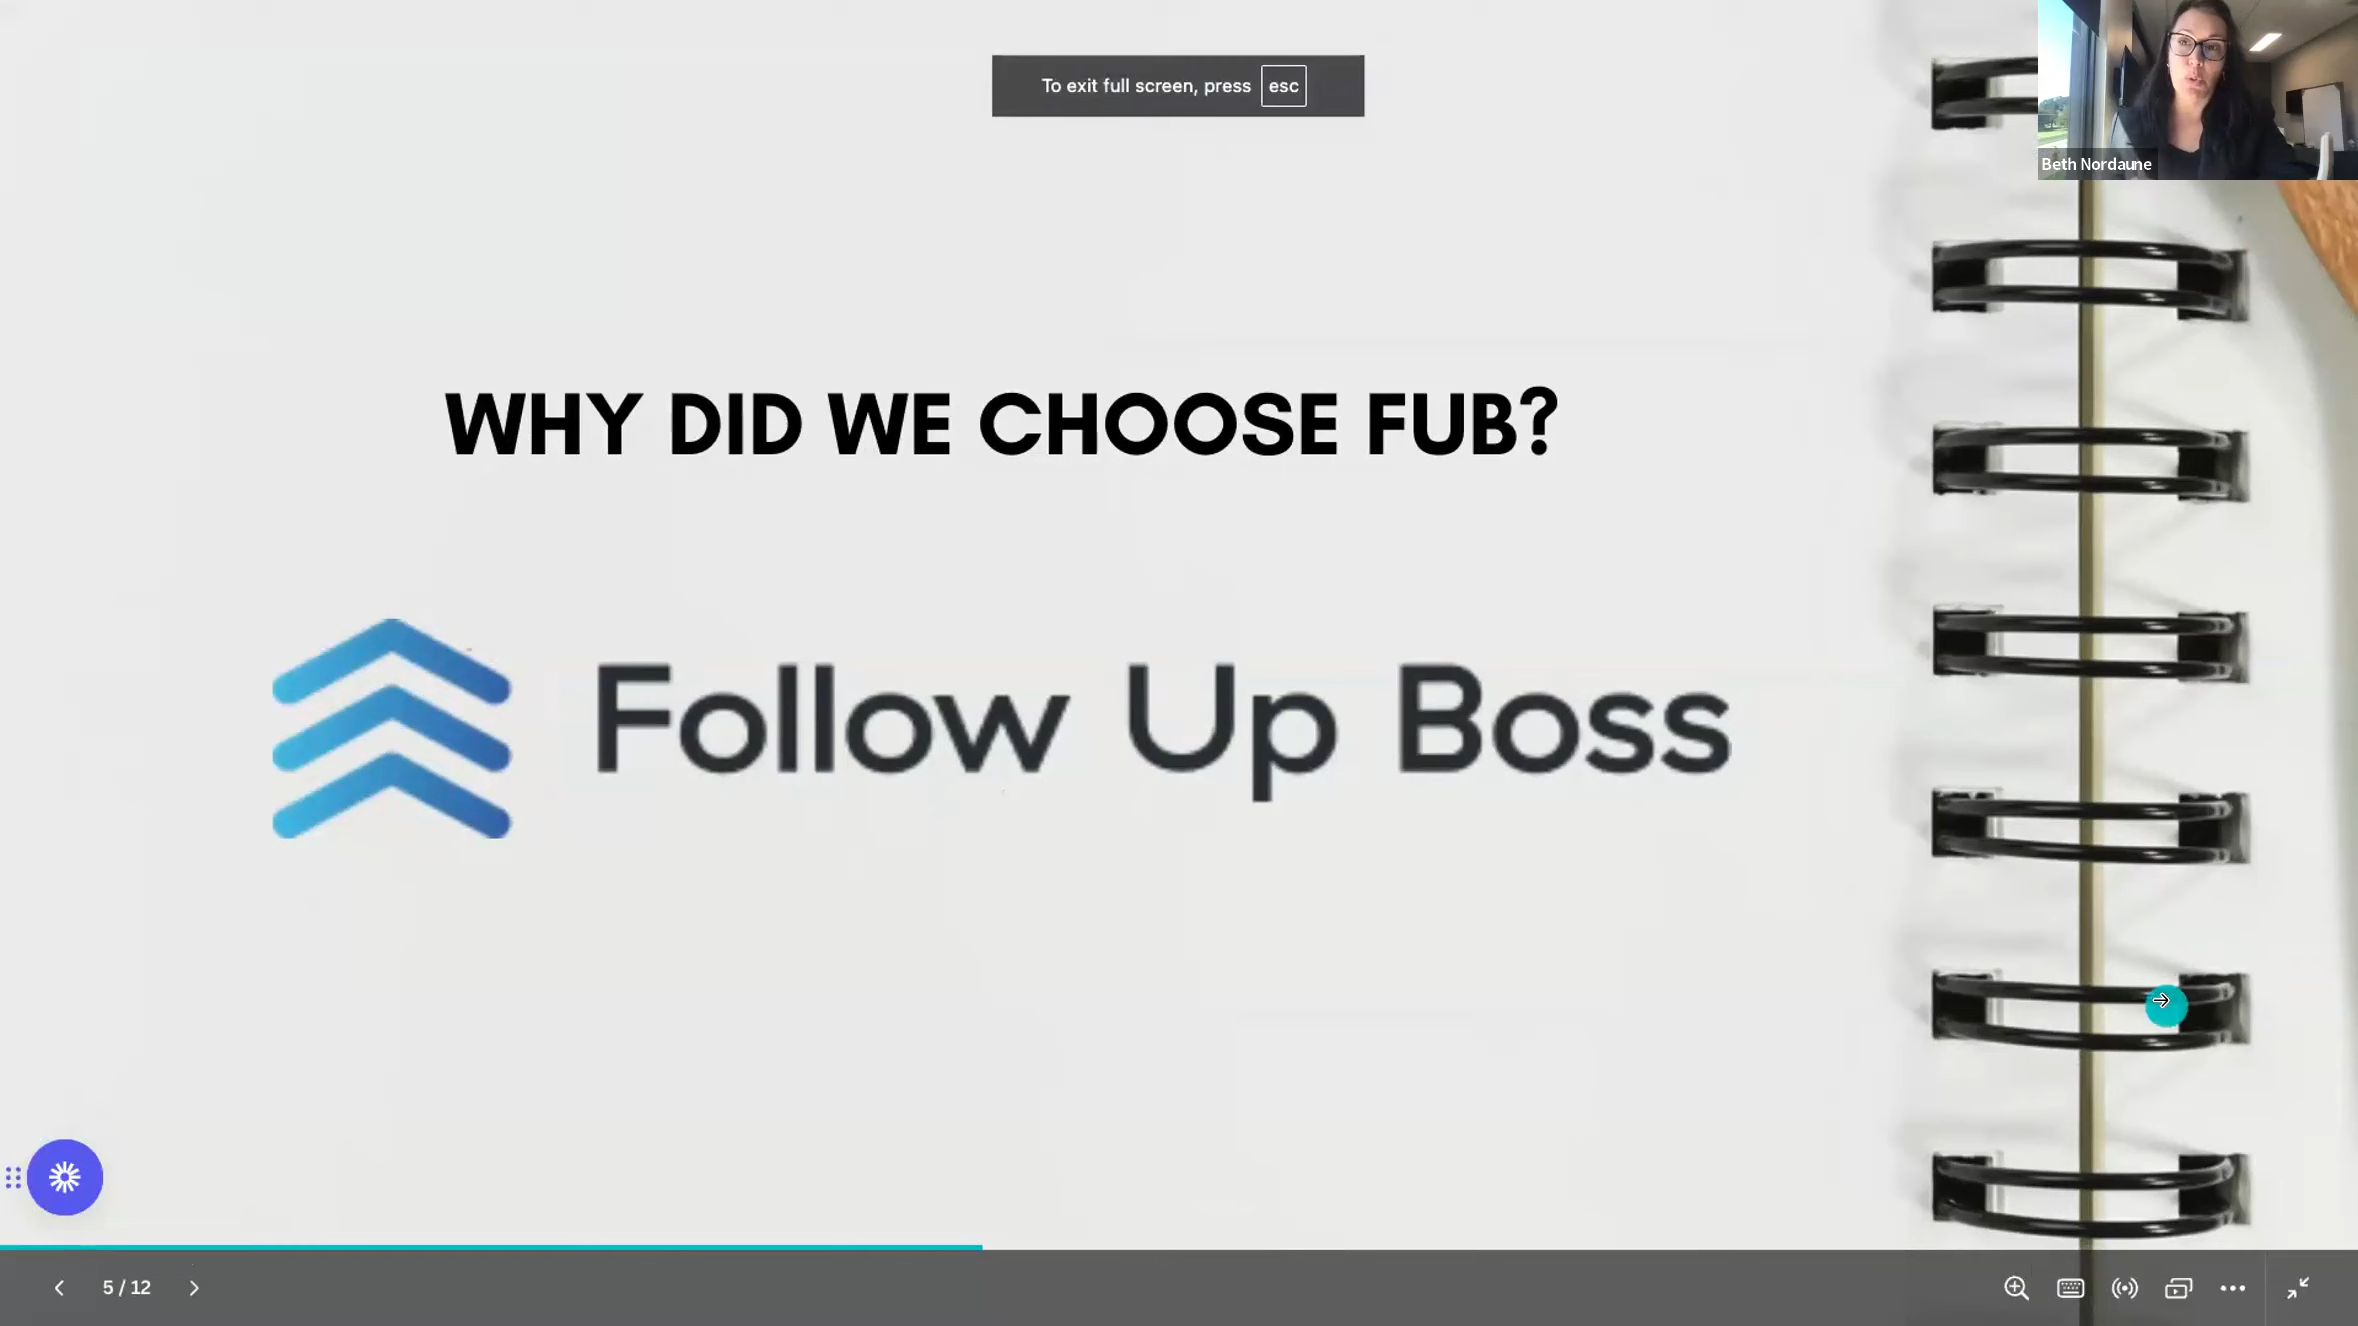 To exit full screen, press esc
Beth Nordaune
WHY DID WE CHOOSE FUB?
Follow Up Boss
5 / 12